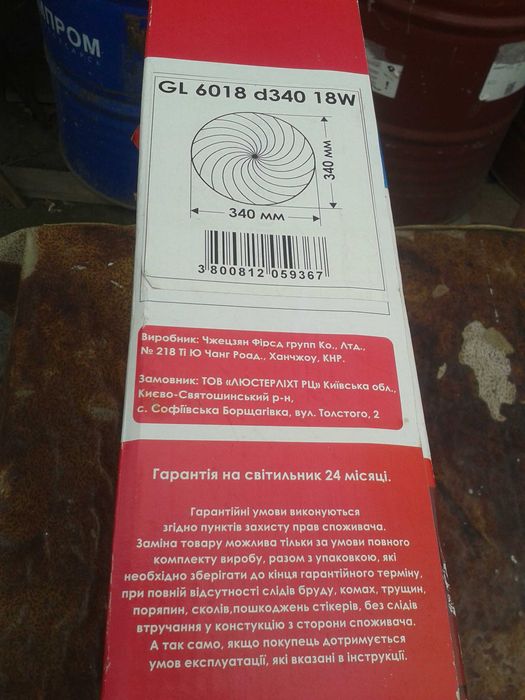 ПРОМ
GL 6018 d340 18W
340 мм
340 мм
3 800812 059367
Виробник: Чжецзян Фірсд групп Ко., Лтд.,
№ 218 Ті Ю Чанг Роад., Ханчжоу, КНР.
Замовник: ТОВ «ЛЮСТЕРЛІХТ РЦ» Київська обл.,
Києво-Святошинський р-н,
с. Софіївська Борщагівка, вул. Толстого, 2
Гарантія на світильник 24 місяці.
Гарантійні умови виконуються
згідно пунктів захисту прав споживача.
Заміна товару можлива тільки за умови повного
комплекту виробу, разом з упаковкою, які
необхідно зберігати до кінця гарантійного терміну,
при повній відсутності слідів бруду, комах, трущин,
поряпин, сколів,пошкоджень стікерів, без слідів
втручання у констукцію з сторони споживача.
А так само, якщо покупець дотримується
умов експлуатації, які вказані в інструкції.